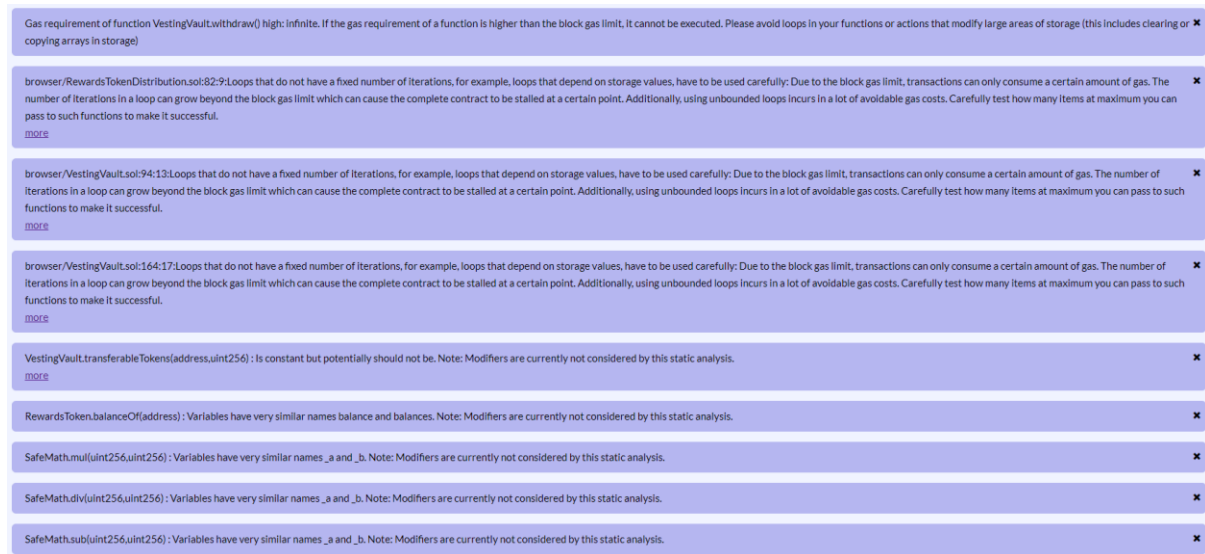 Gas requirement of function VestingVault.withdraw() high: infinite. If the gas requirement of a function is higher than the block gas limit, it cannot be executed. Please avoid loops in your functions or actions that modify large areas of storage (this includes clearing or
copying arrays in storage)
browser/RewardsTokenDistribution.sol:82:9:Loops that do not have a fixed number of iterations, for example, loops that depend on storage values, have to be used carefully: Due to the block gas limit, transactions can only consume a certain amount of gas. The
number of iterations in a loop can grow beyond the block gas limit which can cause the complete contract to be stalled at a certain point. Additionally, using unbounded loops incurs in a lot of avoidable gas costs. Carefully test how many items at maximum you can
pass to such functions to make it successful.
more
browser/VestingVault.sol:94:13:Loops that do not have a fixed number of iterations, for example, loops that depend on storage values, have to be used carefully: Due to the block gas limit, transactions can only consume a certain amount of gas. The number of
iterations in a loop can grow beyond the block gas limit which can cause the complete contract to be stalled at a certain point. Additionally, using unbounded loops incurs in a lot of avoidable gas costs. Carefully test how many items at maximum you can pass to such
functions to make it successful.
more
browser/VestingVault.sol:164:17:Loops that do not have a fixed number of iterations, for example, loops that depend on storage values, have to be used carefully: Due to the block gas limit, transactions can only consume a certain amount of gas. The number of
iterations in a loop can grow beyond the block gas limit which can cause the complete contract to be stalled at a certain point. Additionally, using unbounded loops incurs in a lot of avoidable gas costs. Carefully test how many items at maximum you can pass to such
functions to make it successful.
more
VestingVault.transferableTokens(address,uint256) : Is constant but potentially should not be. Note: Modifiers are currently not considered by this static analysis.
more
RewardsToken.balanceOf(address) : Variables have very similar names balance and balances. Note: Modifiers are currently not considered by this static analysis.
SafeMath.mul(uint256,uint256) : Variables have very similar names _a and _b. Note: Modifiers are currently not considered by this static analysis.
SafeMath.div(uint256,uint256) : Variables have very similar names _a and _b. Note: Modifiers are currently not considered by this static analysis.
SafeMath.sub(uint256,uint256) : Variables have very similar names _a and _b. Note: Modifiers are currently not considered by this static analysis.